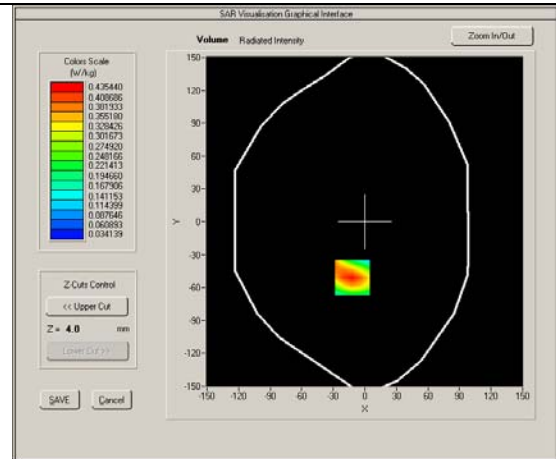 SAR Visualisation Graphical Interface
Volume Radiated Intensity
Zoom In/Out
Colors Scale
(W/kg)
0.435440
0.408686
0.381933
0.355180
0.328426
0.301673
0.274920
0.248166
0.221413
0.194660
0.167906
0.141153
0.114399
0.087646
0.060893
0.034139
Z-Cuts Control
<< Upper Cut
Z = 4.0 mm
Lower Cut >>
SAVE Cancel
150
120
90
60
30
0
-30
-60
-90
-120
-150
Y
-150 -120 -90 -60 -30 0 30 60 90 120 150
X